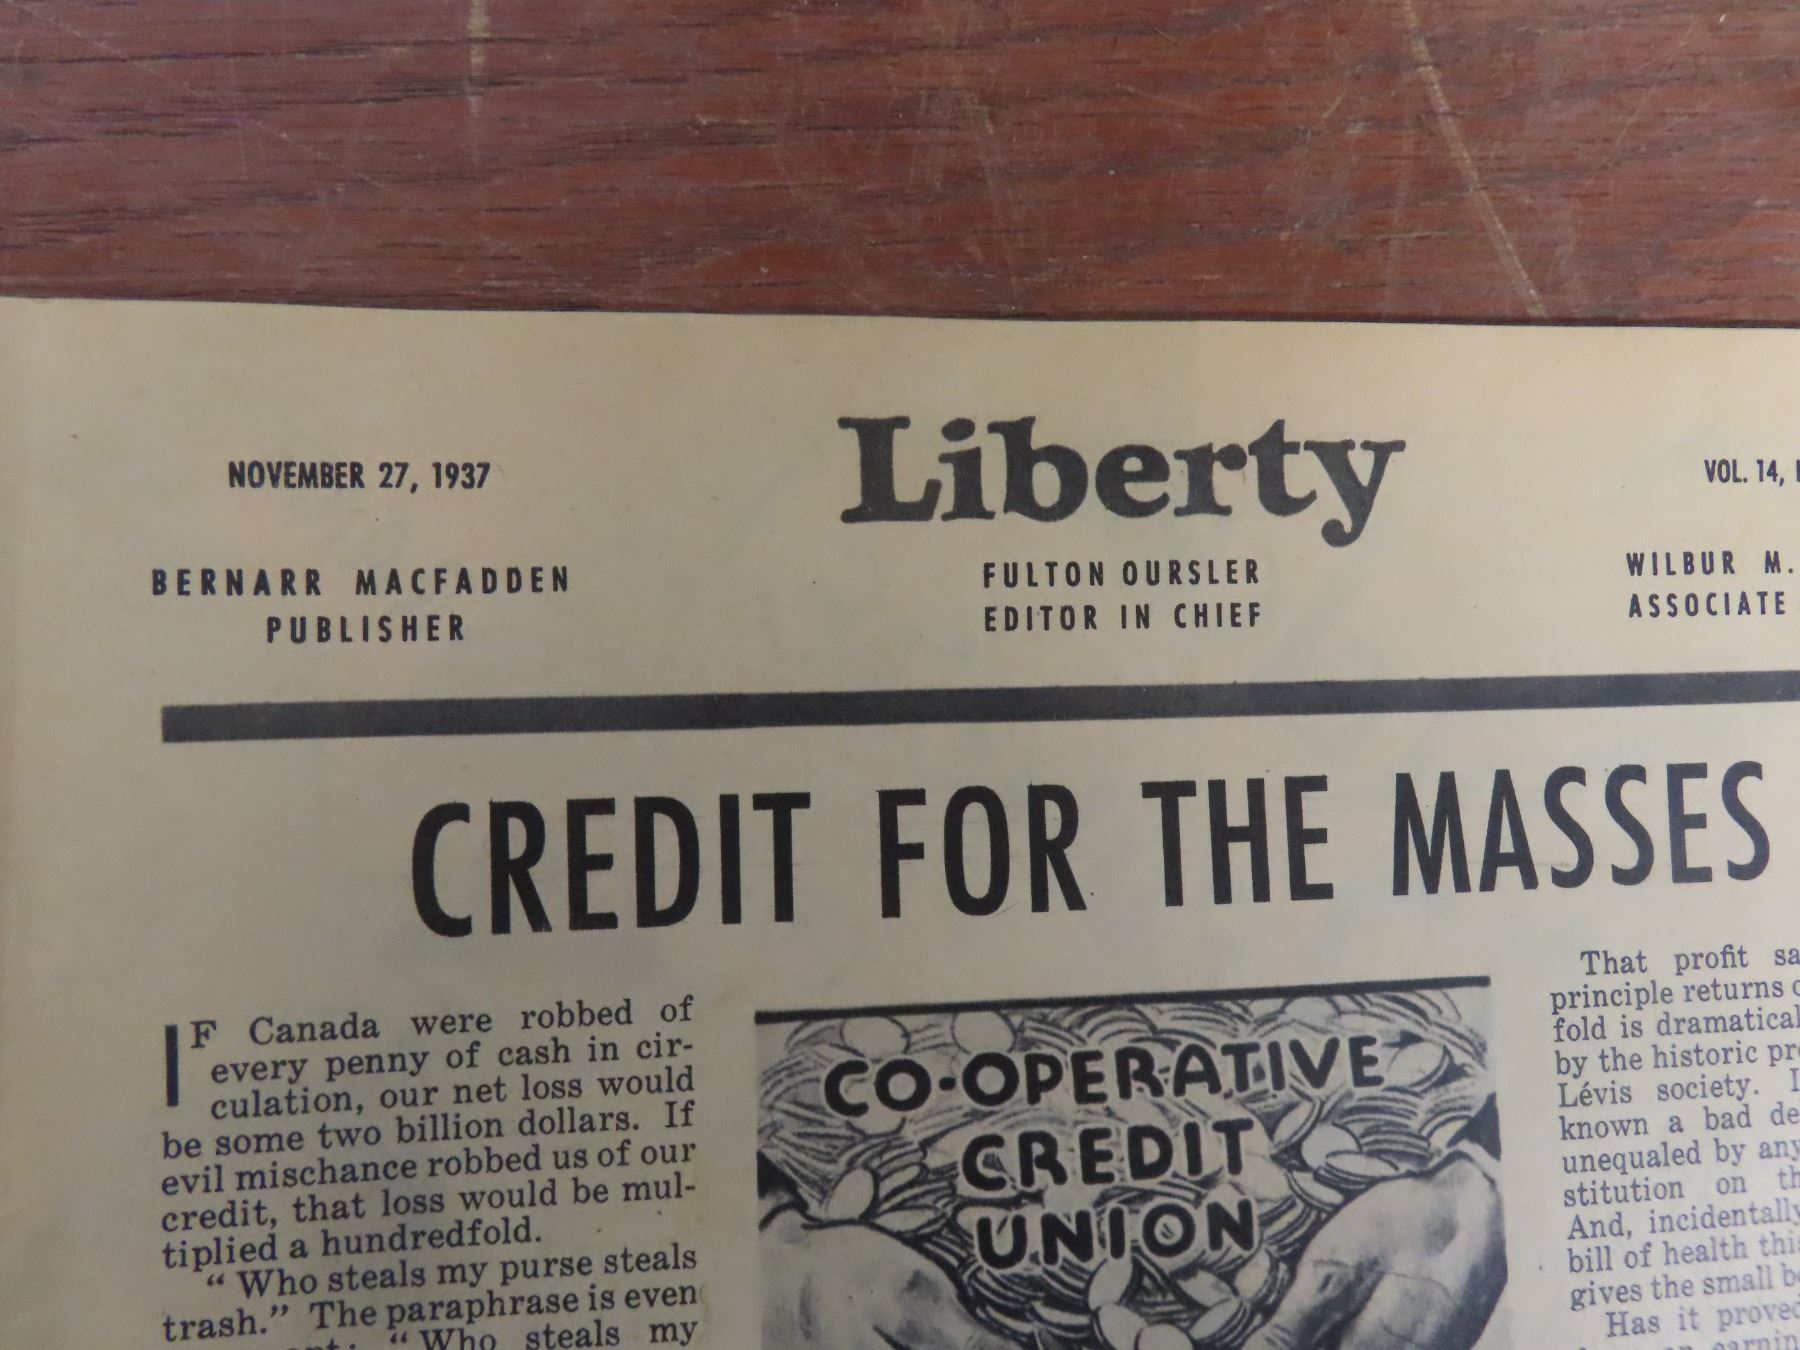 NOVEMBER 27, 1937
Liberty
VOL. 14,
BERNARR MACFADDEN
PUBLISHER
FULTON OURSLER
EDITOR IN CHIEF
WILBUR M.
ASSOCIATE
CREDIT FOR THE MASSES
IF Canada were robbed of
every penny of cash in cir-
culation, our net loss would
be some two billion dollars. If
evil mischance robbed us of our
credit, that loss would be mul-
tiplied a hundredfold.
“ Who steals my purse steals
trash.” The paraphrase is even
“ Who steals my
CO-OPERATIVE
CREDIT
UNION
That profit
principle returns
fold is
by the historic
Lévis society.
known a bad
unequaled by
stitution on
And,
bill of health
gives the small
Has it